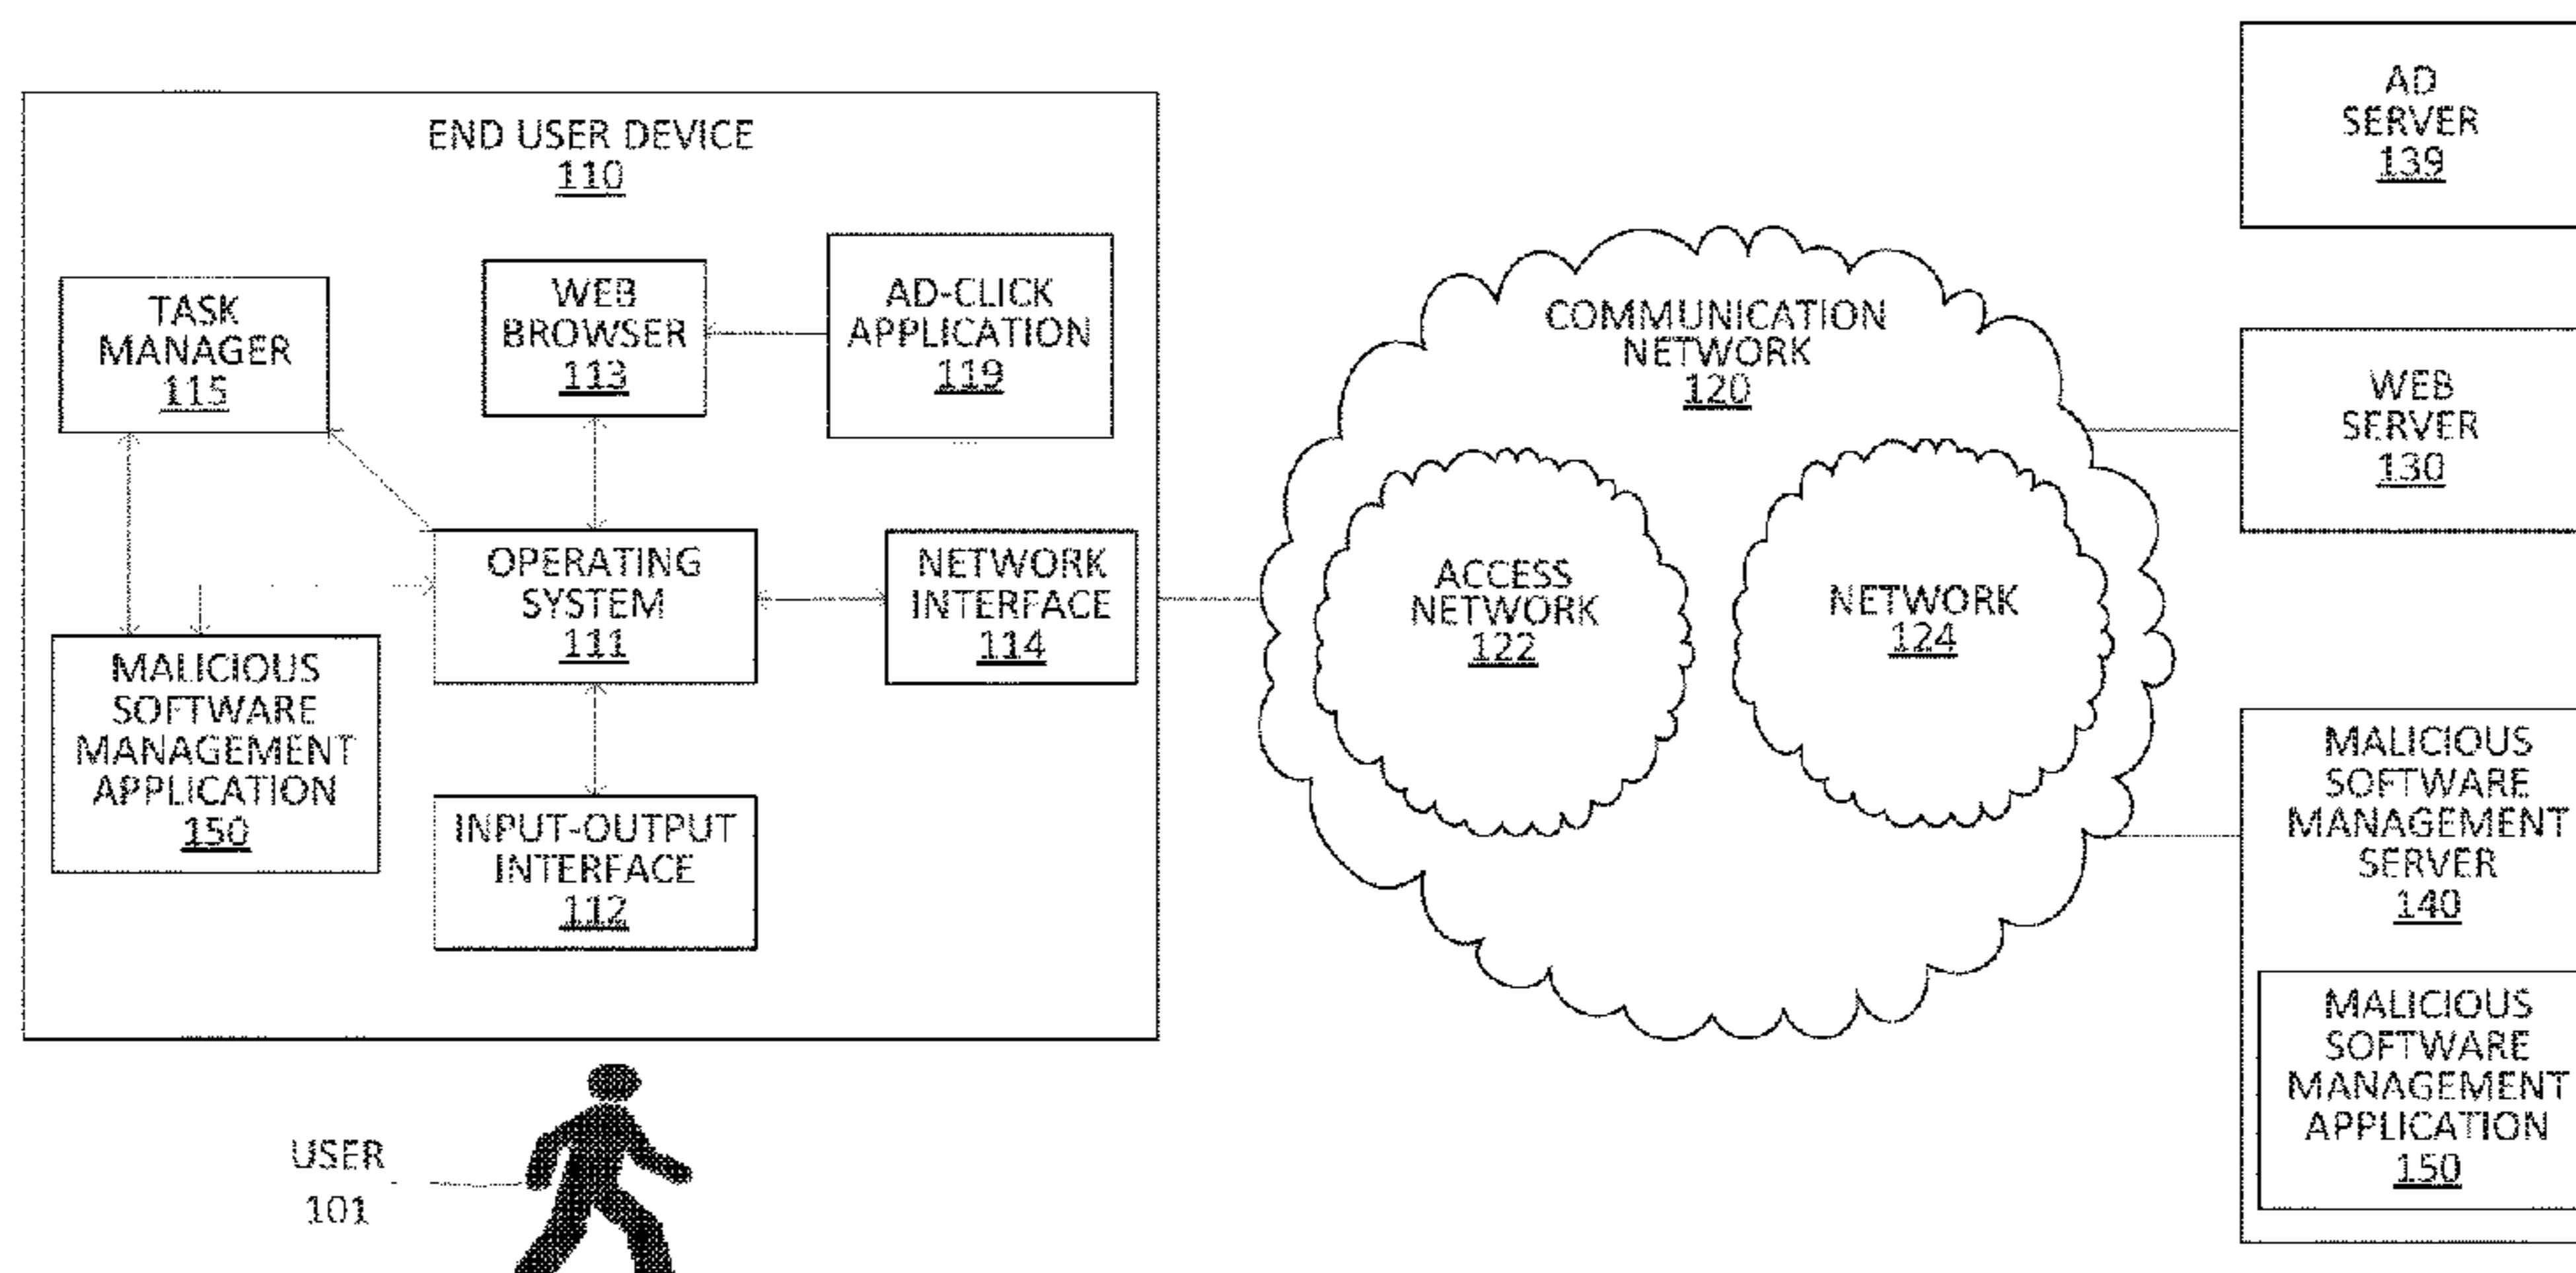 END USER DEVICE
110
TASK
MANAGER
115
WEB
BROWSER
113
AD-CLICK
APPLICATION
119
OPERATING
SYSTEM
111
NETWORK
INTERFACE
114
MALICIOUS
SOFTWARE
MANAGEMENT
APPLICATION
150
INPUT-OUTPUT
INTERFACE
112
USER
101
COMMUNICATION
NETWORK
120
ACCESS
NETWORK
122
NETWORK
124
AD
SERVER
139
WEB
SERVER
130
MALICIOUS
SOFTWARE
MANAGEMENT
SERVER
140
MALICIOUS
SOFTWARE
MANAGEMENT
APPLICATION
150